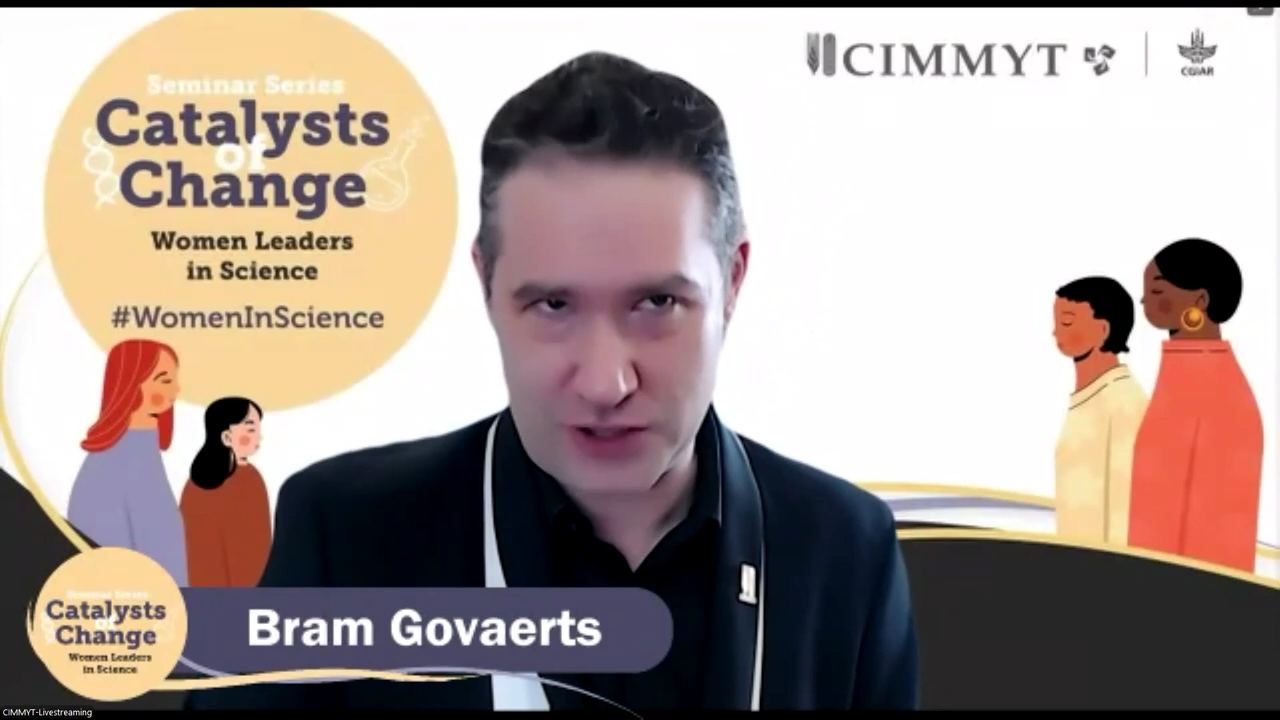 Seminar Series
Catalysts
of
Change
Women Leaders
in Science
#WomenInScience
CIMMYT
CGIAR
Seminar Series
Catalysts
of
Change
Women Leaders
in Science
Bram Govaerts
CIMMYT-Livestreaming